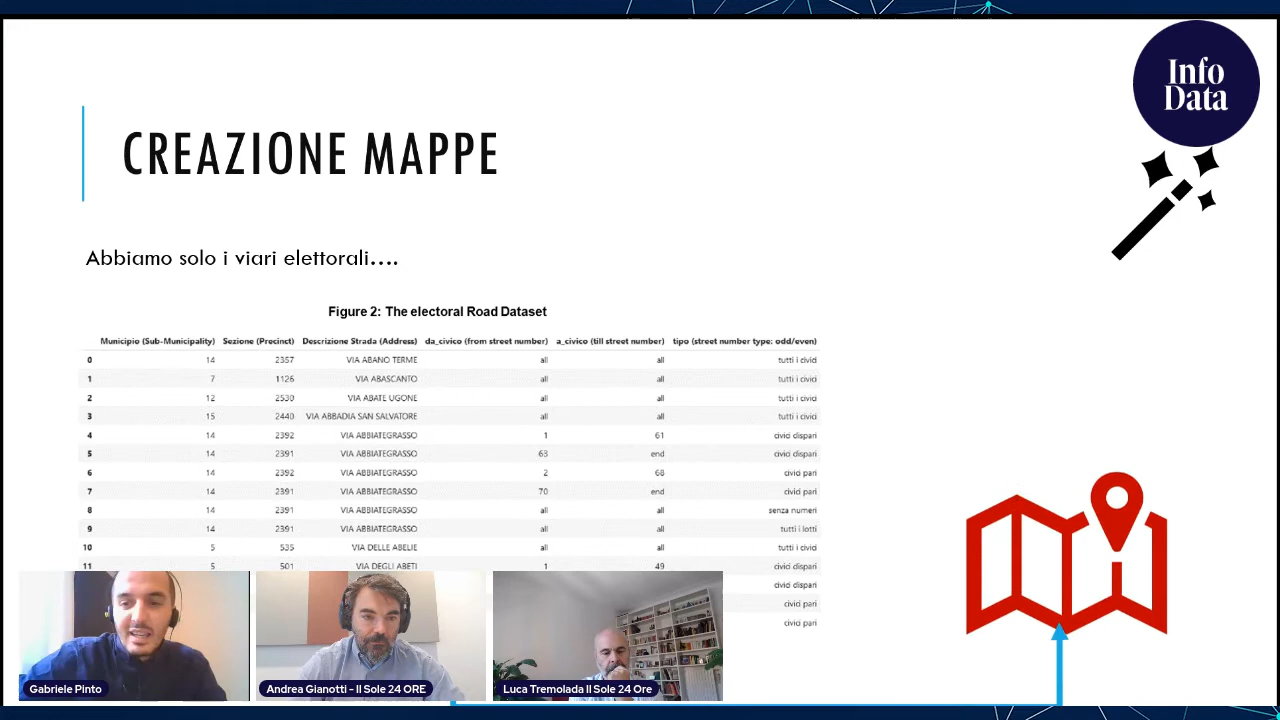 Info
Data
CREAZIONE MAPPE
Abbiamo solo i viari elettorali....
Figure 2: The electoral Road Dataset
Municipio (Sub-Municipality) Sezione (Precinct) Descrizione Strada (Address) da_civico (from street number) a_civico (till street number) tipo (street number type: odd/even)
0 14 2357 VIA ABANO TERME all all tutti i civici
1 7 1126 VIA ABASCANTO all all tutti i civici
2 12 2530 VIA ABATE UGONE all all tutti i civici
3 15 2440 VIA ABBADIA SAN SALVATORE all all tutti i civici
4 14 2392 VIA ABBIATEGRASSO 1 61 civici dispari
5 14 2391 VIA ABBIATEGRASSO 63 end civici dispari
6 14 2392 VIA ABBIATEGRASSO 2 68 civici pari
7 14 2391 VIA ABBIATEGRASSO 70 end civici pari
8 14 2391 VIA ABBIATEGRASSO all all senza numeri
9 14 2391 VIA ABBIATEGRASSO all all tutti i lotti
10 5 535 VIA DELLE ABELIE all all tutti i civici
11 5 501 VIA DEGLI ABETI 1 49 civici dispari
civici dispari
civici pari
civici pari
Gabriele Pinto
Andrea Gianotti - Il Sole 24 ORE
Luca Tremolada Il Sole 24 Ore